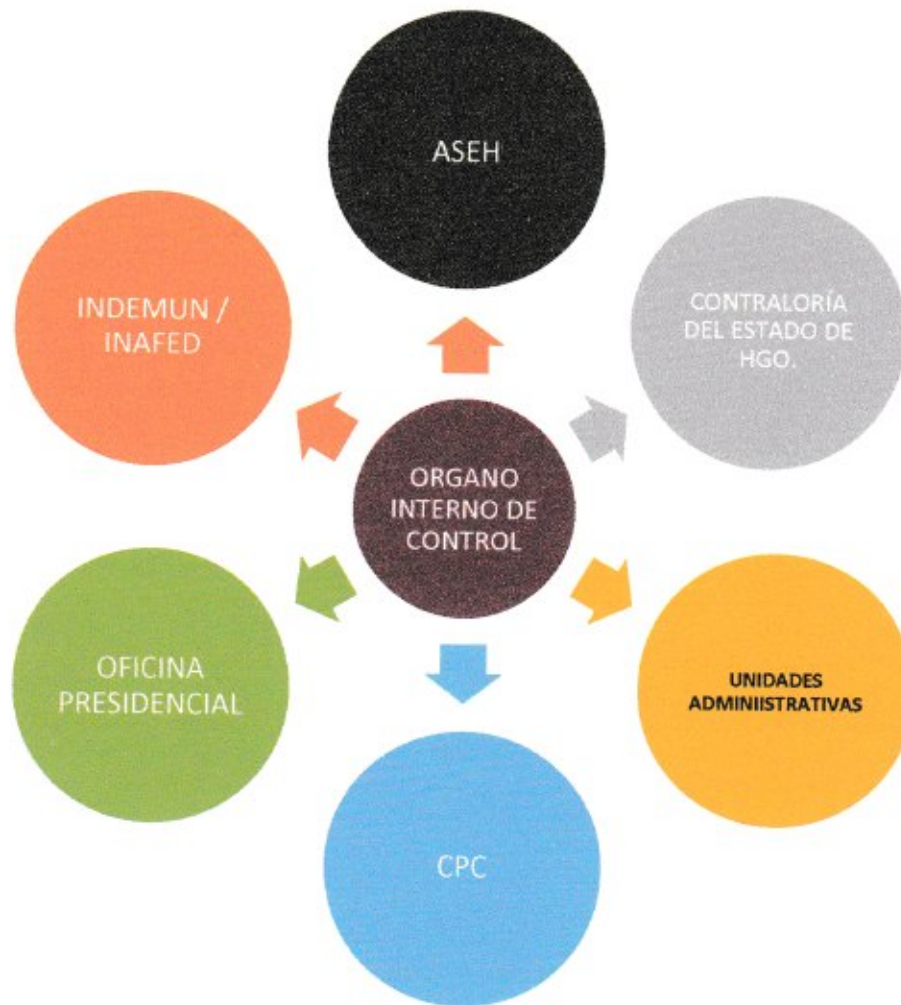 ASEH
INDEMUN /
INAFED
CONTRALORÍA
DEL ESTADO DE
HGO.
ORGANO
INTERNO DE
CONTROL
OFICINA
PRESIDENCIAL
UNIDADES
ADMINIISTRATIVAS
CPC